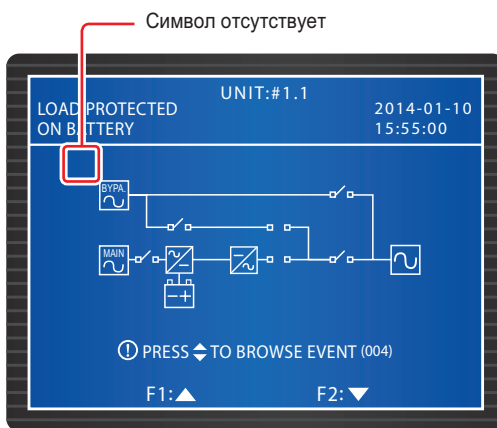 Символ отсутствует
UNIT:#1.1
LOAD PROTECTED
ON BATTERY
2014-01-10
15:55:00
BYPA.
MAIN
! PRESS TO BROWSE EVENT (004)
F1:▲ F2:▼